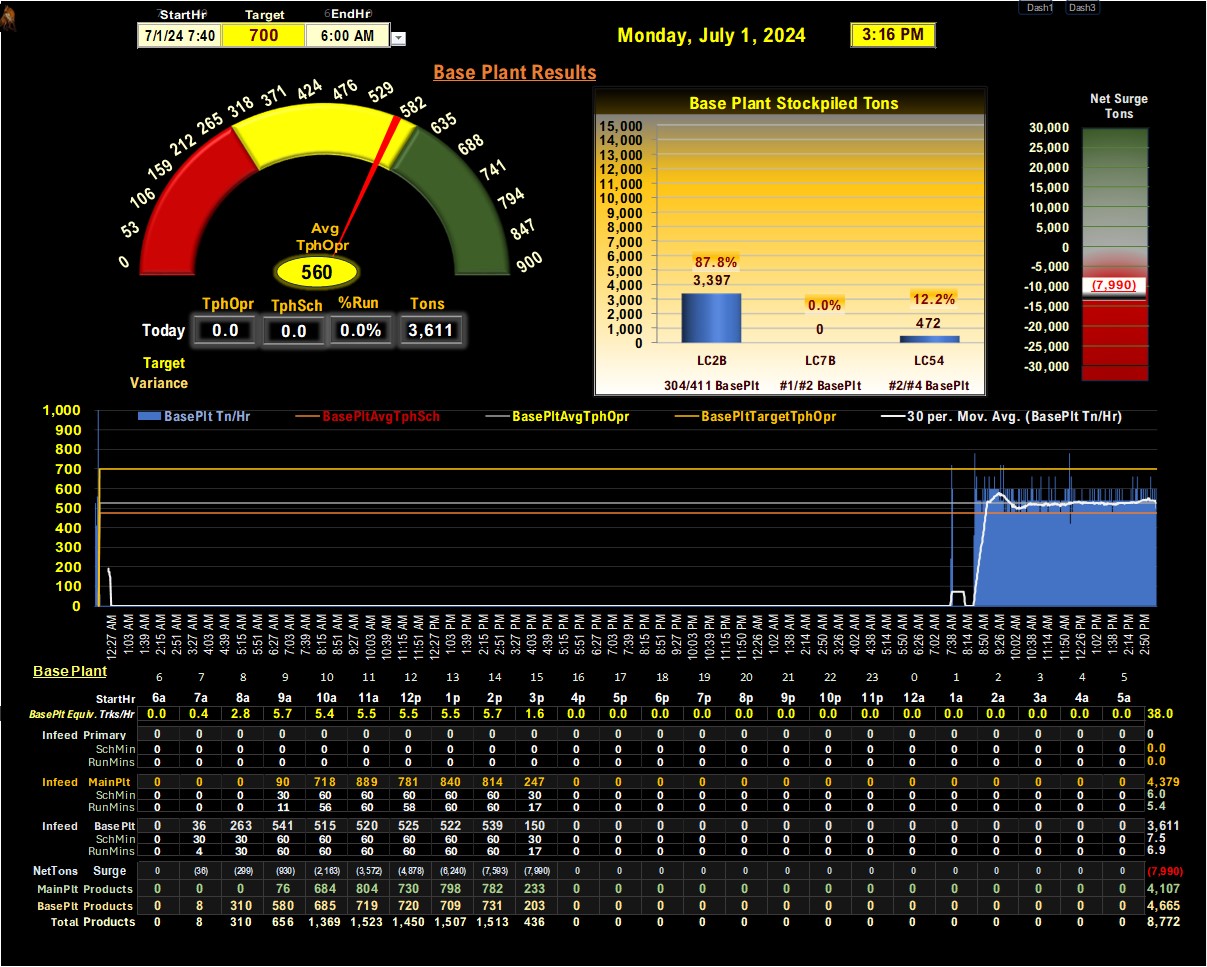 StartHr Target EndHr Dash1 Dash3
7/1/24 7:40 700 6:00 AM Monday, July 1, 2024 3:16 PM
Base Plant Results
0 53 106 159 212 265 318 371 424 476 529 582 635 688 741 794 847 900
Avg
TphOpr
560
TphOpr TphSch %Run Tons
Today 0.0 0.0 0.0% 3,611
Target
Variance
Base Plant Stockpiled Tons
15,000
14,000
13,000
12,000
11,000
10,000
9,000
8,000
7,000
6,000
5,000
4,000
3,000
2,000
1,000
0
87.8% 0.0% 12.2%
3,397 0 472
LC2B LC7B LC54
304/411 BasePlt #1/#2 BasePlt #2/#4 BasePlt
Net Surge
Tons
30,000
25,000
20,000
15,000
10,000
5,000
0
-5,000
-10,000
-15,000
-20,000
-25,000
-30,000
(7,990)
BasePlt Tn/Hr BasePltAvgTphSch BasePltAvgTphOpr BasePltTargetTphOpr 30 per. Mov. Avg. (BasePlt Tn/Hr)
1,000
900
800
700
600
500
400
300
200
100
0
12:27 AM 1:03 AM 1:39 AM 2:15 AM 2:51 AM 3:27 AM 4:03 AM 4:39 AM 5:15 AM 5:51 AM 6:27 AM 7:03 AM 7:39 AM 8:15 AM 8:51 AM 9:27 AM 10:03 AM 10:39 AM 11:15 AM 11:51 AM 12:27 PM 1:03 PM 1:39 PM 2:15 PM 2:51 PM 3:27 PM 4:03 PM 4:39 PM 5:15 PM 5:51 PM 6:27 PM 7:03 PM 7:39 PM 8:15 PM 8:51 PM 9:27 PM 10:03 PM 10:39 PM 11:15 PM 11:50 PM 12:26 AM 1:02 AM 1:38 AM 2:14 AM 2:50 AM 3:26 AM 4:02 AM 4:38 AM 5:14 AM 5:50 AM 6:26 AM 7:02 AM 7:38 AM 8:14 AM 8:50 AM 9:26 AM 10:02 AM 10:38 AM 11:14 AM 11:50 AM 12:26 PM 1:02 PM 1:38 PM 2:14 PM 2:50 PM
Base Plant 6 7 8 9 10 11 12 13 14 15 16 17 18 19 20 21 22 23 0 1 2 3 4 5
StartHr 6a 7a 8a 9a 10a 11a 12p 1p 2p 3p 4p 5p 6p 7p 8p 9p 10p 11p 12a 1a 2a 3a 4a 5a
BasePlt Equiv. Trks/Hr 0.0 0.4 2.8 5.7 5.4 5.5 5.5 5.5 5.7 1.6 0.0 0.0 0.0 0.0 0.0 0.0 0.0 0.0 0.0 0.0 0.0 0.0 0.0 0.0 38.0
Infeed Primary 0 0 0 0 0 0 0 0 0 0 0 0 0 0 0 0 0 0 0 0 0 0 0 0 0
SchMin 0 0 0 0 0 0 0 0 0 0 0 0 0 0 0 0 0 0 0 0 0 0 0 0 0.0
RunMins 0 0 0 0 0 0 0 0 0 0 0 0 0 0 0 0 0 0 0 0 0 0 0 0 0.0
Infeed MainPlt 0 0 0 90 718 889 781 840 814 247 0 0 0 0 0 0 0 0 0 0 0 0 0 0 4,379
SchMin 0 0 0 30 60 60 60 60 60 30 0 0 0 0 0 0 0 0 0 0 0 0 0 0 6.0
RunMins 0 0 0 11 56 60 58 60 60 17 0 0 0 0 0 0 0 0 0 0 0 0 0 0 5.4
Infeed BasePlt 0 36 263 541 515 520 525 522 539 150 0 0 0 0 0 0 0 0 0 0 0 0 0 0 3,611
SchMin 0 30 30 60 60 60 60 60 60 30 0 0 0 0 0 0 0 0 0 0 0 0 0 0 7.5
RunMins 0 4 30 60 60 60 60 60 60 17 0 0 0 0 0 0 0 0 0 0 0 0 0 0 6.9
NetTons Surge 0 (36) (299) (930) (2,163) (3,572) (4,878) (6,240) (7,593) (7,990) 0 0 0 0 0 0 0 0 0 0 0 0 0 0 (7,990)
MainPlt Products 0 0 0 76 684 804 730 798 782 233 0 0 0 0 0 0 0 0 0 0 0 0 0 0 4,107
BasePlt Products 0 8 310 580 685 719 720 709 731 203 0 0 0 0 0 0 0 0 0 0 0 0 0 0 4,665
Total Products 0 8 310 656 1,369 1,523 1,450 1,507 1,513 436 0 0 0 0 0 0 0 0 0 0 0 0 0 0 8,772